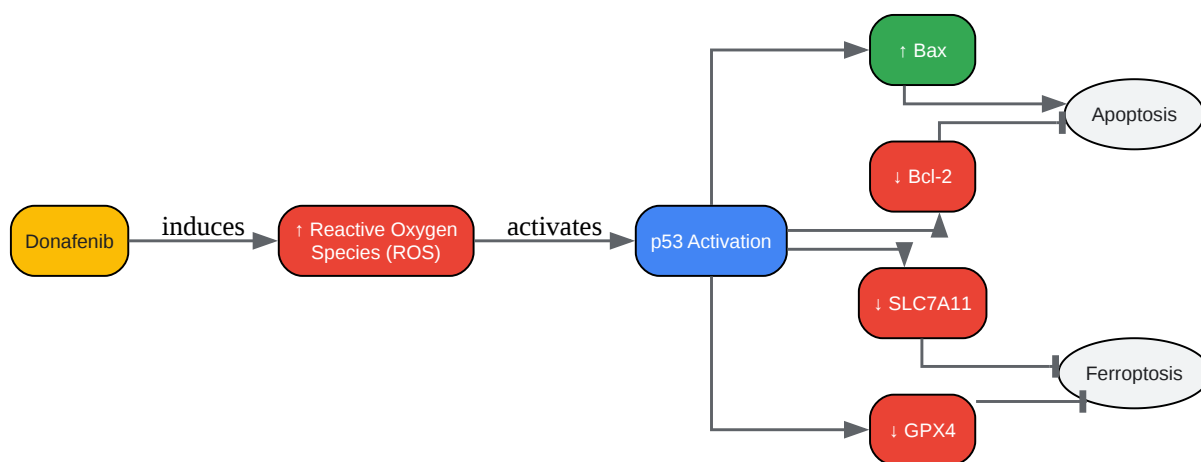 Donafenib
induces
↑ Reactive Oxygen
Species (ROS)
activates
p53 Activation
↑ Bax
↓ Bcl-2
↓ SLC7A11
↓ GPX4
Apoptosis
Ferroptosis